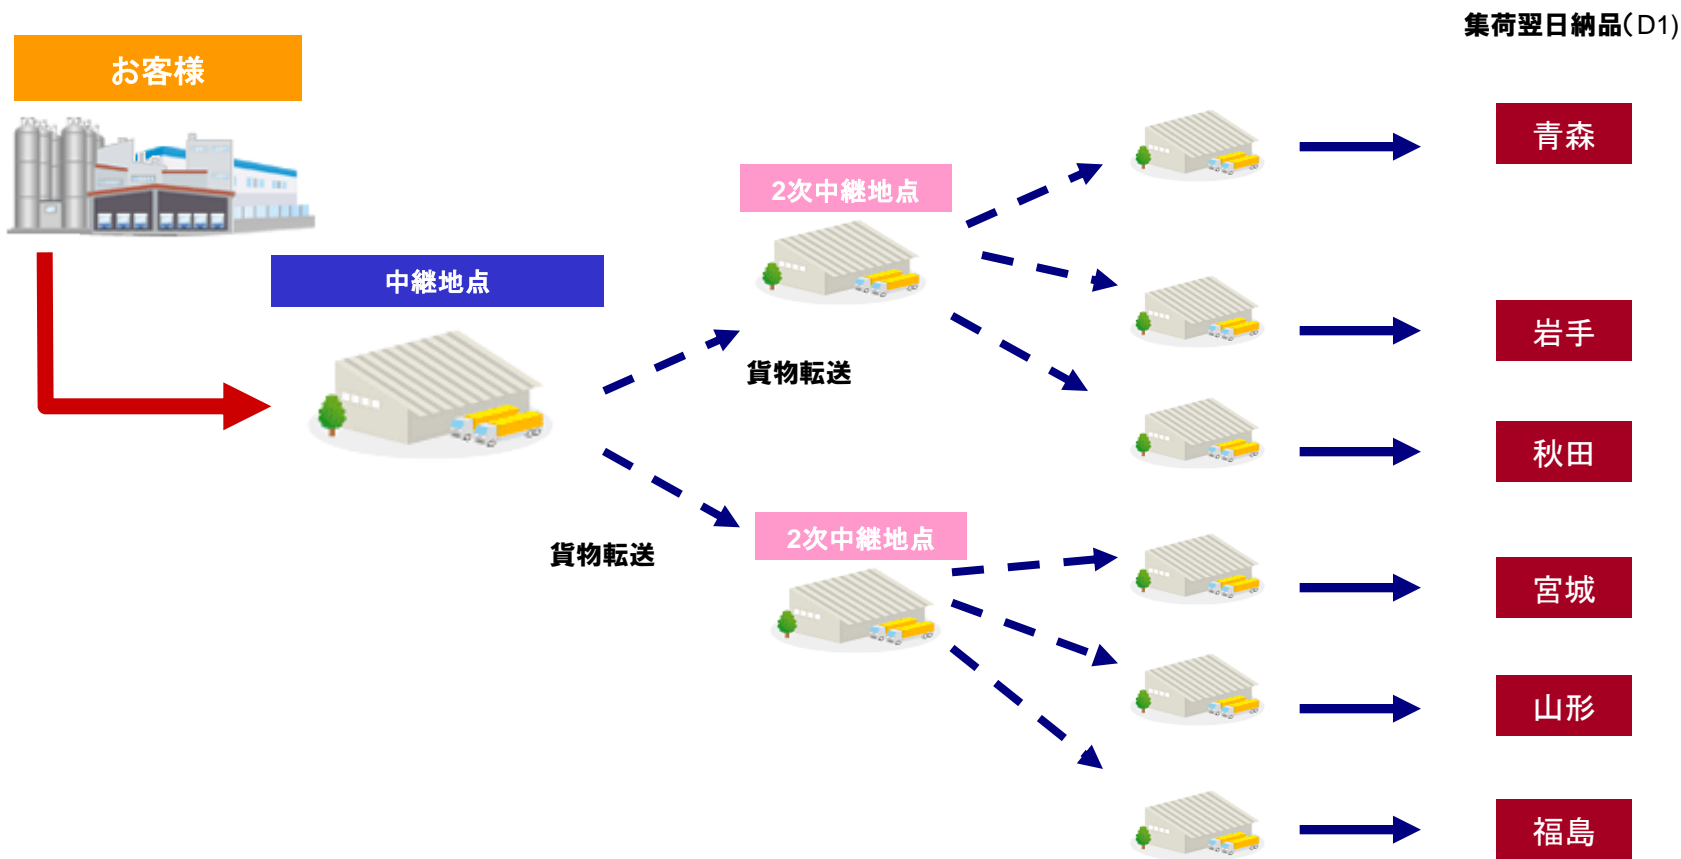 集荷翌日納品(D1)
お客様
青森
2次中継地点
中継地点
岩手
貨物転送
秋田
2次中継地点
貨物転送
宮城
山形
福島